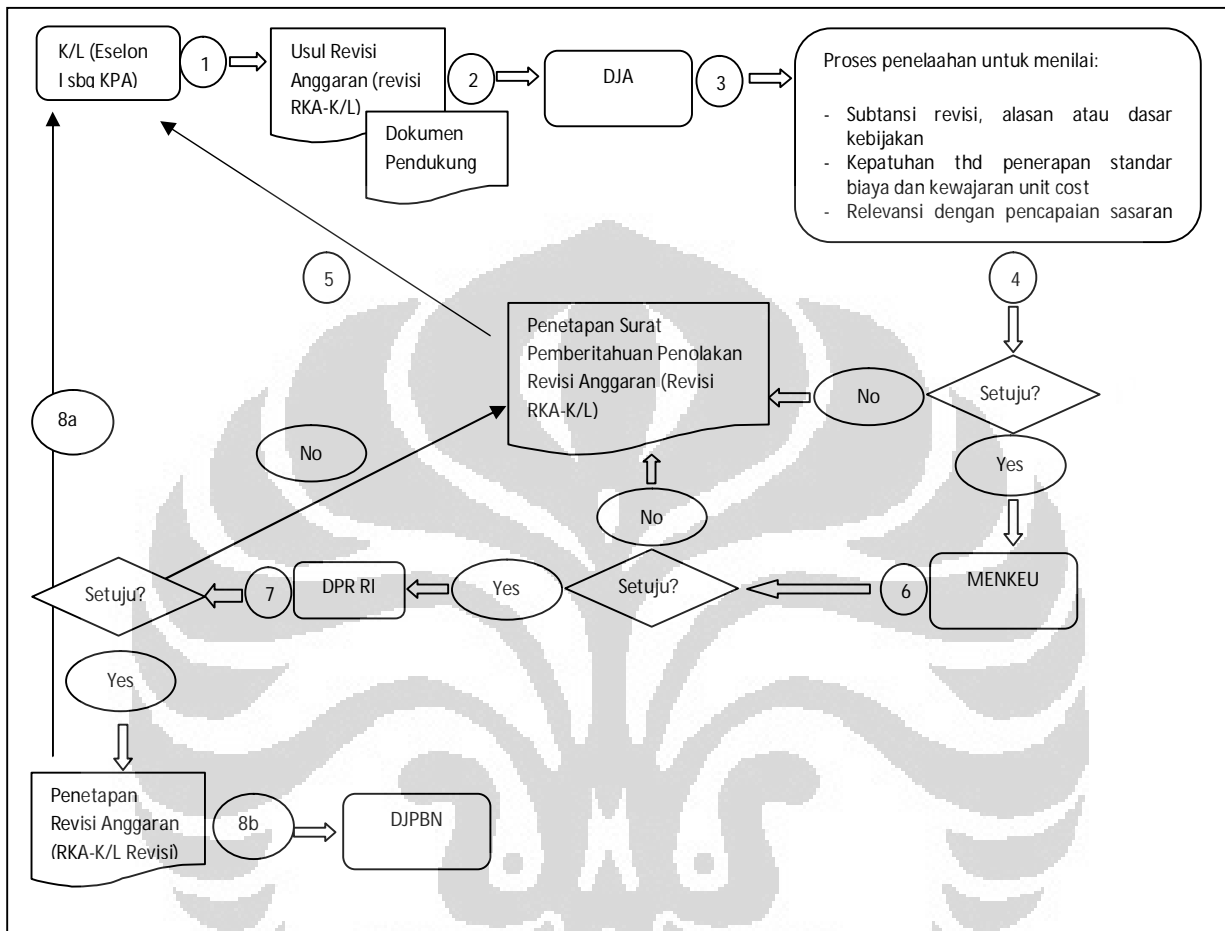 K/L (Eselon
I sbg KPA)
1
Usul Revisi
Anggaran (revisi
RKA-K/L)
Dokumen
Pendukung
2
DJA
3
Proses penelaahan untuk menilai:
- Subtansi revisi, alasan atau dasar
kebijakan
- Kepatuhan thd penerapan standar
biaya dan kewajaran unit cost
- Relevansi dengan pencapaian sasaran
4
5
Penetapan Surat
Pemberitahuan Penolakan
Revisi Anggaran (Revisi
RKA-K/L)
No
Setuju?
8a
No
Yes
No
Setuju?
7
DPR RI
Yes
Setuju?
6
MENKEU
Yes
Penetapan
Revisi Anggaran
(RKA-K/L Revisi)
8b
DJPBN